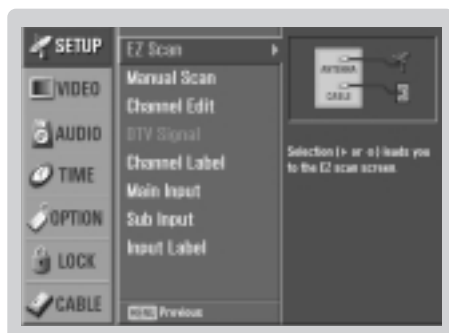 SETUP
VIDEO
AUDIO
TIME
OPTION
LOCK
CABLE
EZ Scan
Manual Scan
Channel Edit
DTV Signal
Channel Label
Main Input
Sub Input
Input Label
MENU Previous
ANTENNA
CABLE
Selection (▶ or ⊙) leads you
to the EZ scan screen.